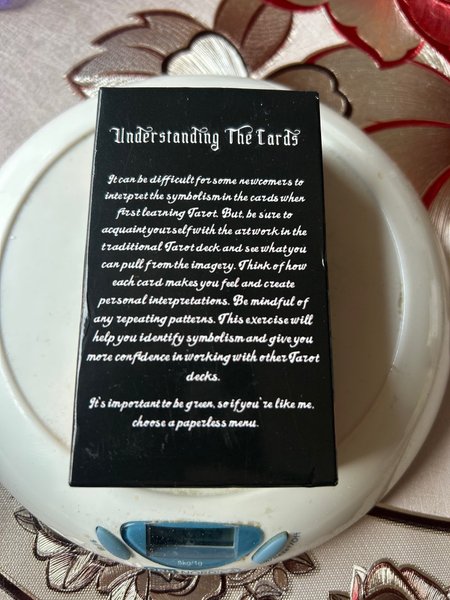 Understanding The Cards
It can be difficult for some newcomers to
interpret the symbolism in the cards when
first learning Tarot. But, be sure to
acquaint yourself with the artwork in the
traditional Tarot deck and see what you
can pull from the imagery. Think of how
each card makes you feel and create
personal interpretations. Be mindful of
any repeating patterns. This exercise will
help you identify symbolism and give you
more confidence in working with other Tarot
decks.
It's important to be green, so if you're like me,
choose a paperless menu.
5kg/1g